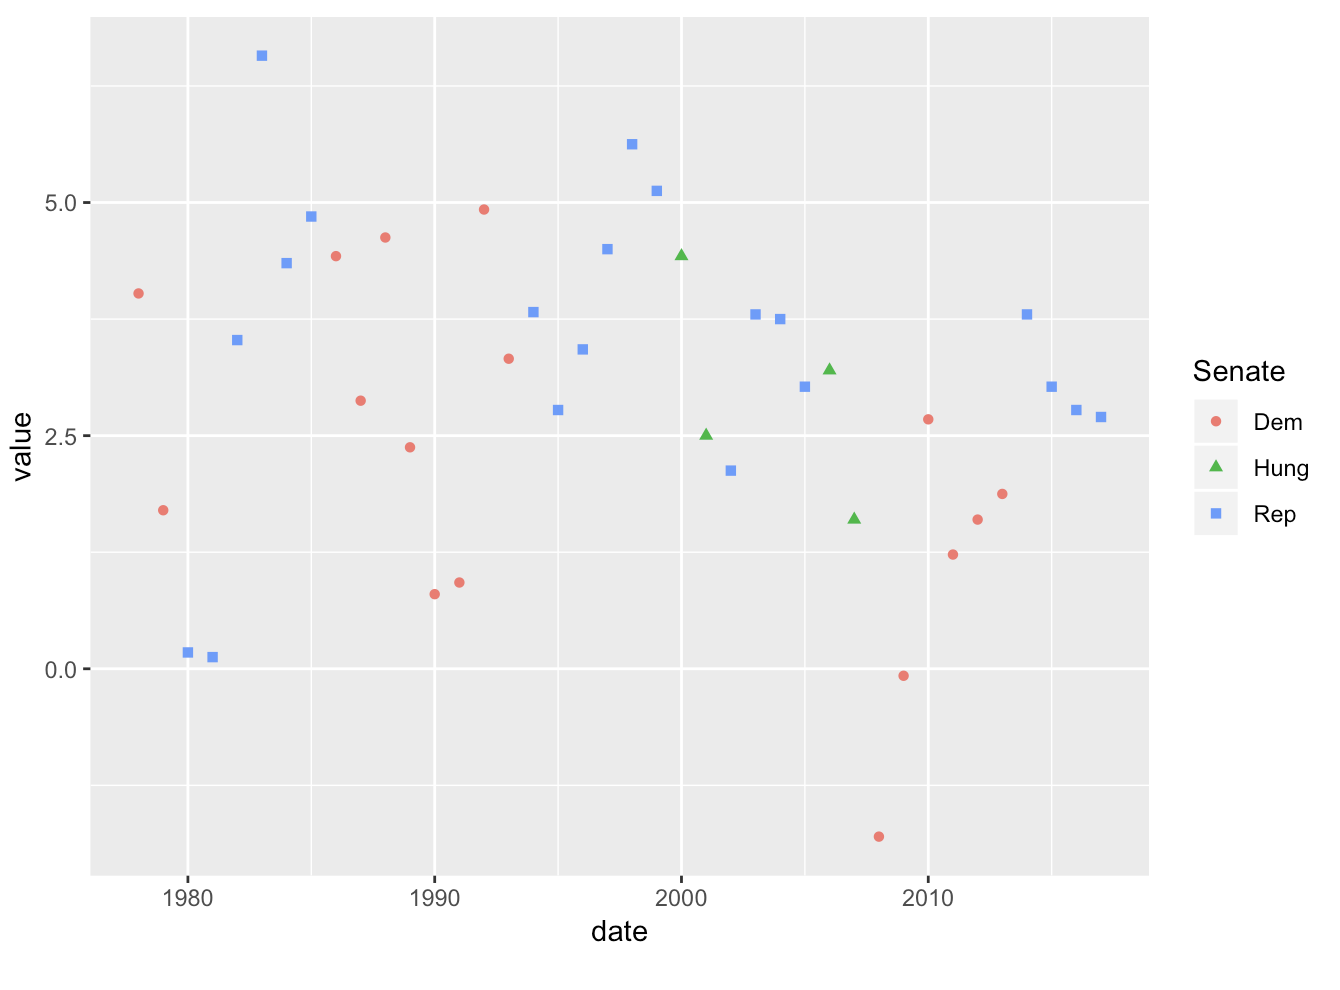 5.0
2.5
0.0
value
1980
1990
2000
2010
date
Senate
Dem
Hung
Rep